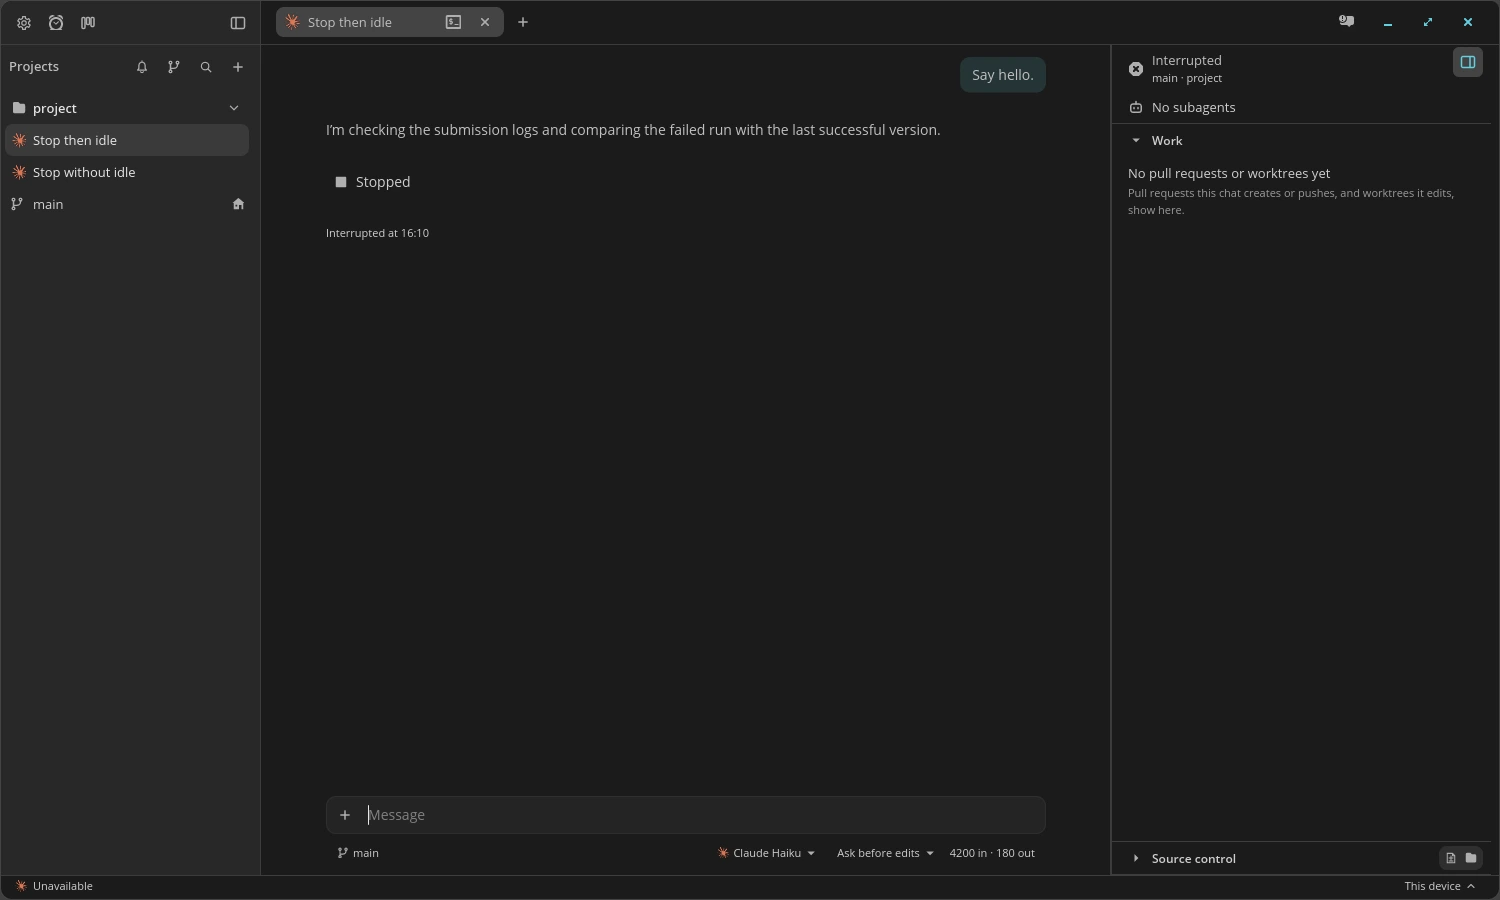 Stop then idle
Projects
project
Stop then idle
Stop without idle
main
Say hello.
I'm checking the submission logs and comparing the failed run with the last successful version.
Stopped
Interrupted at 16:10
Message
main
Claude Haiku
Ask before edits
4200 in · 180 out
Interrupted
main · project
No subagents
Work
No pull requests or worktrees yet
Pull requests this chat creates or pushes, and worktrees it edits,
show here.
Source control
Unavailable
This device